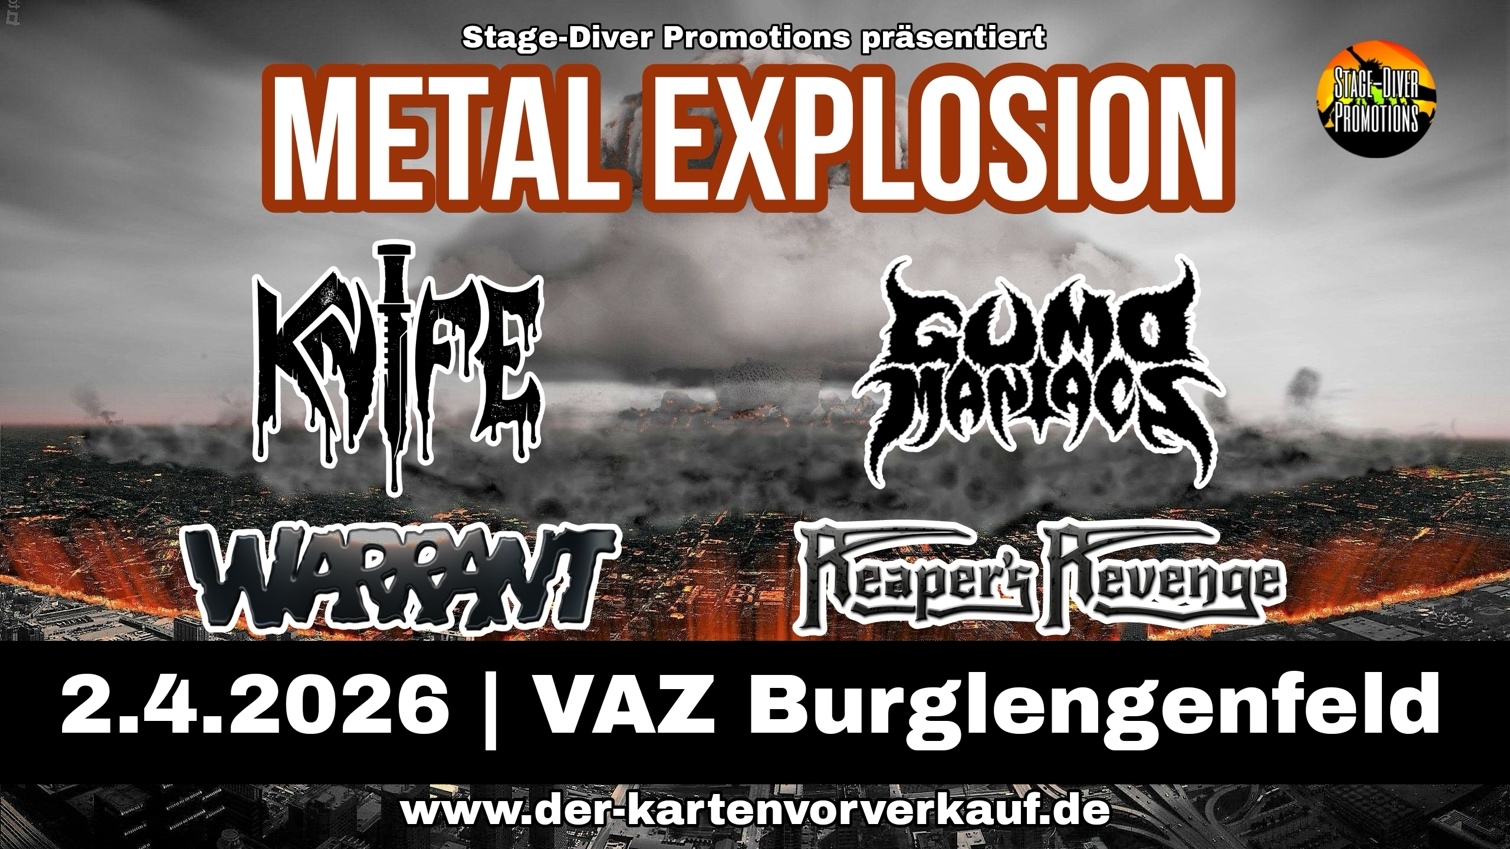 Stage-Diver Promotions präsentiert
METAL EXPLOSION
STAGE-DIVER
PROMOTIONS
KNIFE
GUMO
MANIACS
WARRANT
Reaper's Revenge
2.4.2026 | VAZ Burglengenfeld
www.der-kartenvorverkauf.de